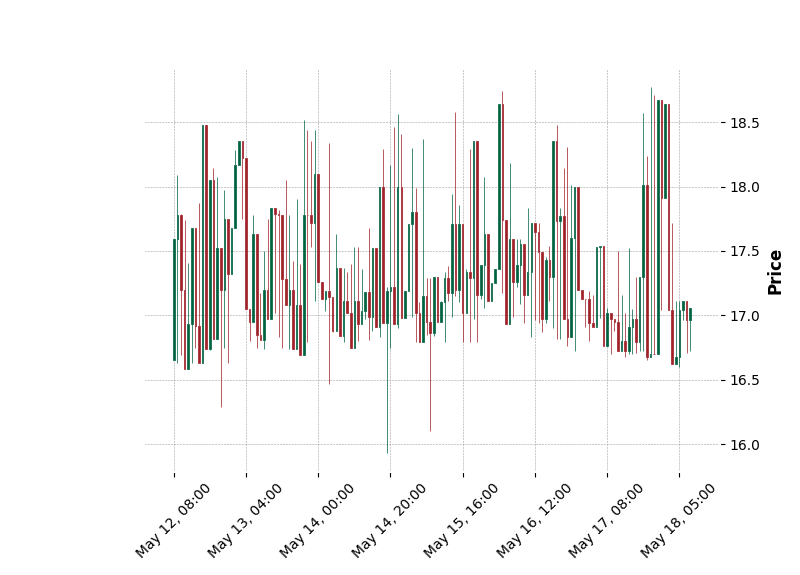 18.5
18.0
17.5
17.0
16.5
16.0
Price
May 12, 08:00
May 13, 04:00
May 14, 00:00
May 14, 20:00
May 15, 16:00
May 16, 12:00
May 17, 08:00
May 18, 05:00